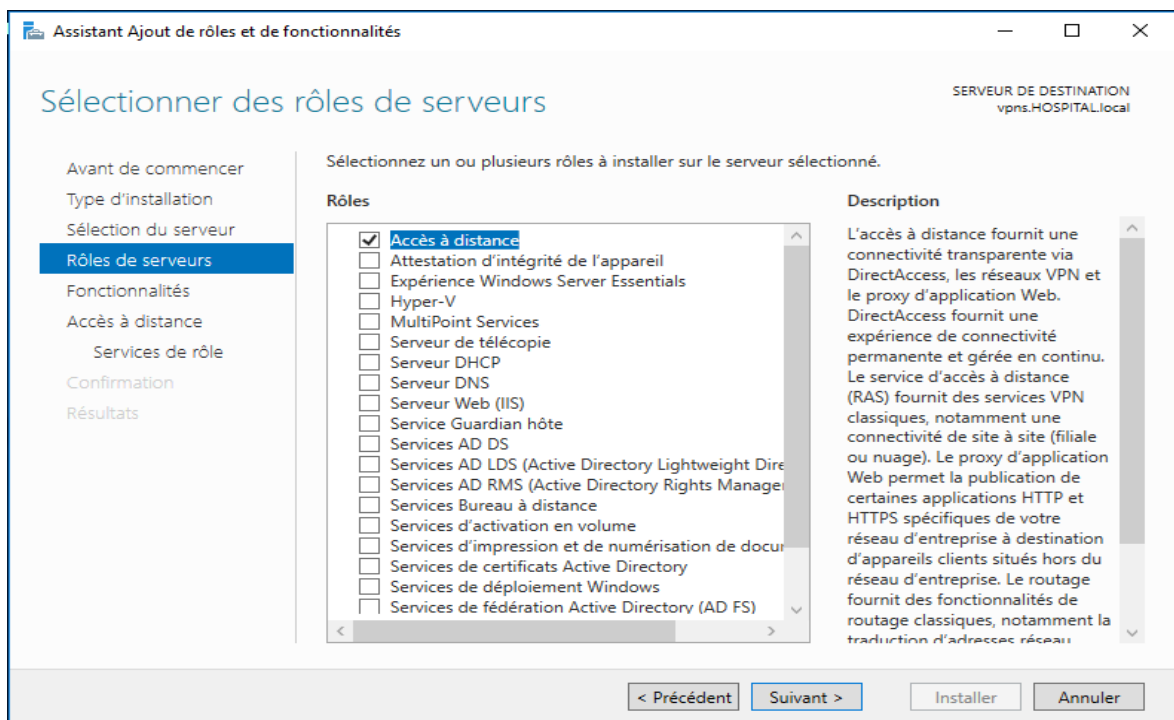 Assistant Ajout de rôles et de fonctionnalités
Sélectionner des rôles de serveurs
SERVEUR DE DESTINATION
vpns.HOSPITAL.local
Avant de commencer
Type d'installation
Sélection du serveur
Rôles de serveurs
Fonctionnalités
Accès à distance
Services de rôle
Confirmation
Résultats
Sélectionnez un ou plusieurs rôles à installer sur le serveur sélectionné.
Rôles
Accès à distance
Attestation d'intégrité de l'appareil
Expérience Windows Server Essentials
Hyper-V
MultiPoint Services
Serveur de télécopie
Serveur DHCP
Serveur DNS
Serveur Web (IIS)
Service Guardian hôte
Services AD DS
Services AD LDS (Active Directory Lightweight Dire
Services AD RMS (Active Directory Rights Manager
Services Bureau à distance
Services d'activation en volume
Services d'impression et de numérisation de docur
Services de certificats Active Directory
Services de déploiement Windows
Services de fédération Active Directory (AD FS)
Description
L'accès à distance fournit une
connectivité transparente via
DirectAccess, les réseaux VPN et
le proxy d'application Web.
DirectAccess fournit une
expérience de connectivité
permanente et gérée en continu.
Le service d'accès à distance
(RAS) fournit des services VPN
classiques, notamment une
connectivité de site à site (filiale
ou nuage). Le proxy d'application
Web permet la publication de
certaines applications HTTP et
HTTPS spécifiques de votre
réseau d'entreprise à destination
d'appareils clients situés hors du
réseau d'entreprise. Le routage
fournit des fonctionnalités de
routage classiques, notamment la
traduction d'adresses réseau
< Précédent
Suivant >
Installer
Annuler